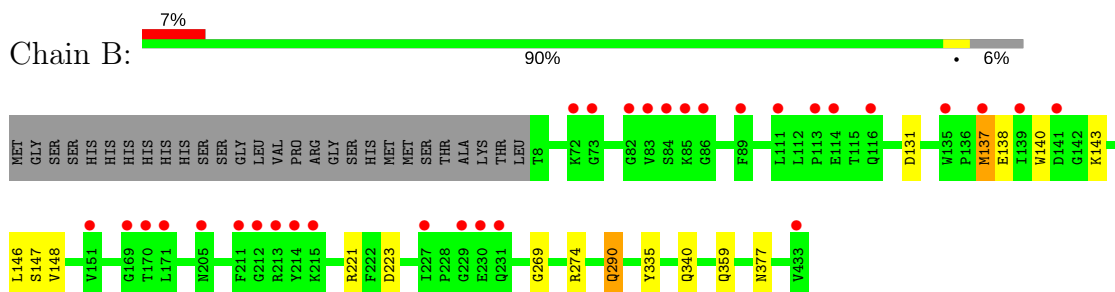 7%
Chain B:
90%
•
6%
MET GLY SER SER HIS HIS HIS HIS HIS HIS SER SER GLY LEU VAL PRO ARG GLY SER HIS MET MET SER THR ALA LYS THR LEU T8 K72 G73 G82 V83 S84 K85 G86 F89 L111 L112 P113 E114 T115 Q116 D131 W135 P136 M137 E138 I139 W140 D141 G142 K143
L146 S147 V148 V151 G169 T170 L171 N205 F211 G212 R213 Y214 K215 R221 F222 D223 I227 P228 G229 E230 Q231 G269 R274 Q290 Y335 Q340 Q359 N377 V433